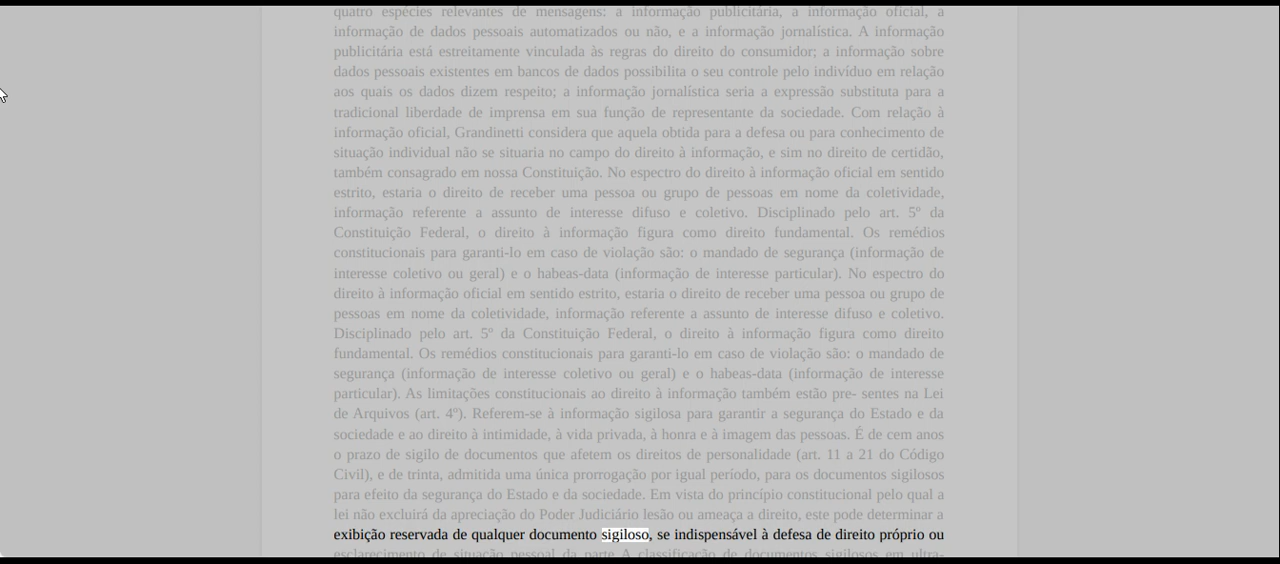 quatro espécies relevantes de mensagens: a informação publicitária, a informação oficial, a
informação de dados pessoais automatizados ou não, e a informação jornalística. A informação
publicitária está estreitamente vinculada às regras do direito do consumidor; a informação sobre
dados pessoais existentes em bancos de dados possibilita o seu controle pelo indivíduo em relação
aos quais os dados dizem respeito; a informação jornalística seria a expressão substituta para a
tradicional liberdade de imprensa em sua função de representante da sociedade. Com relação à
informação oficial, Grandinetti considera que aquela obtida para a defesa ou para conhecimento de
situação individual não se situaria no campo do direito à informação, e sim no direito de certidão,
também consagrado em nossa Constituição. No espectro do direito à informação oficial em sentido
estrito, estaria o direito de receber uma pessoa ou grupo de pessoas em nome da coletividade,
informação referente a assunto de interesse difuso e coletivo. Disciplinado pelo art. 5º da
Constituição Federal, o direito à informação figura como direito fundamental. Os remédios
constitucionais para garanti-lo em caso de violação são: o mandado de segurança (informação de
interesse coletivo ou geral) e o habeas-data (informação de interesse particular). No espectro do
direito à informação oficial em sentido estrito, estaria o direito de receber uma pessoa ou grupo de
pessoas em nome da coletividade, informação referente a assunto de interesse difuso e coletivo.
Disciplinado pelo art. 5º da Constituição Federal, o direito à informação figura como direito
fundamental. Os remédios constitucionais para garanti-lo em caso de violação são: o mandado de
segurança (informação de interesse coletivo ou geral) e o habeas-data (informação de interesse
particular). As limitações constitucionais ao direito à informação também estão pre- sentes na Lei
de Arquivos (art. 4º). Referem-se à informação sigilosa para garantir a segurança do Estado e da
sociedade e ao direito à intimidade, à vida privada, à honra e à imagem das pessoas. É de cem anos
o prazo de sigilo de documentos que afetem os direitos de personalidade (art. 11 a 21 do Código
Civil), e de trinta, admitida uma única prorrogação por igual período, para os documentos sigilosos
para efeito da segurança do Estado e da sociedade. Em vista do princípio constitucional pelo qual a
lei não excluirá da apreciação do Poder Judiciário lesão ou ameaça a direito, este pode determinar a
exibição reservada de qualquer documento sigiloso, se indispensável à defesa de direito próprio ou
esclarecimento de situação pessoal da parte A classificação de documentos sigilosos em ultra-